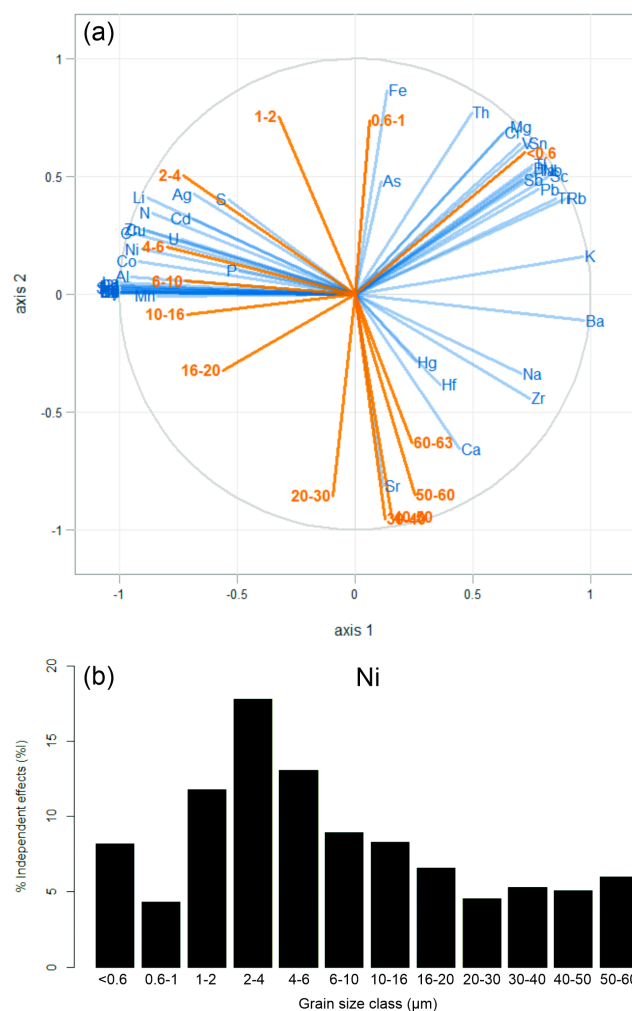 (a)
1
Fe
1-2
0.6-1
Th
Mg
Cr
V
Sn
<0.6
2-4
As
Sc
Sb
Pb
0.5
Li
Ag
S
Tl
Rb
N
Cd
U
4-6
Ni
Co
P
K
Al
6-10
axis 2
0
Mn
10-16
Ba
16-20
Hg
Na
Hf
Zr
-0.5
60-63
Ca
20-30
Sr
50-60
40-50
30-40
-1
-1
-0.5
0
0.5
1
axis 1
(b)
Ni
20
15
10
5
0
% Independent effects (%I)
<0.6
0.6-1
1-2
2-4
4-6
6-10
10-16
16-20
20-30
30-40
40-50
50-60
Grain size class (µm)